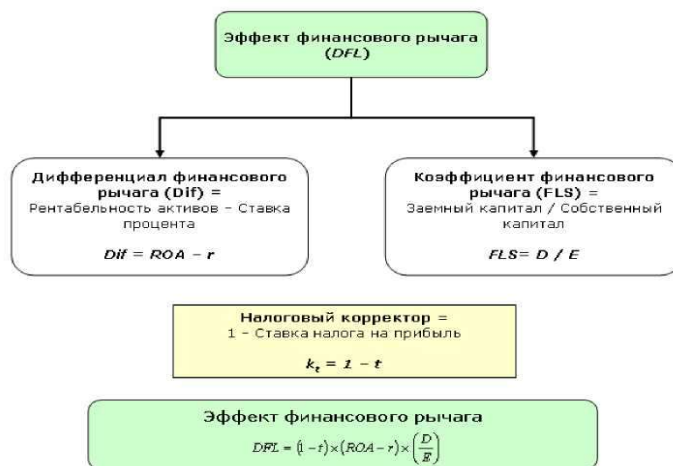 Эффект финансового рычага
(DFL)
Дифференциал финансового
рычага (Dif) =
Рентабельность активов – Ставка
процента
Dif = ROA – r
Коэффициент финансового
рычага (FLS) =
Заемный капитал / Собственный
капитал
FLS= D / E
Налоговый корректор =
1 – Ставка налога на прибыль
kₜ = 1 – t
Эффект финансового рычага
DFL = (1–t)×(ROA–r)×(D/E)